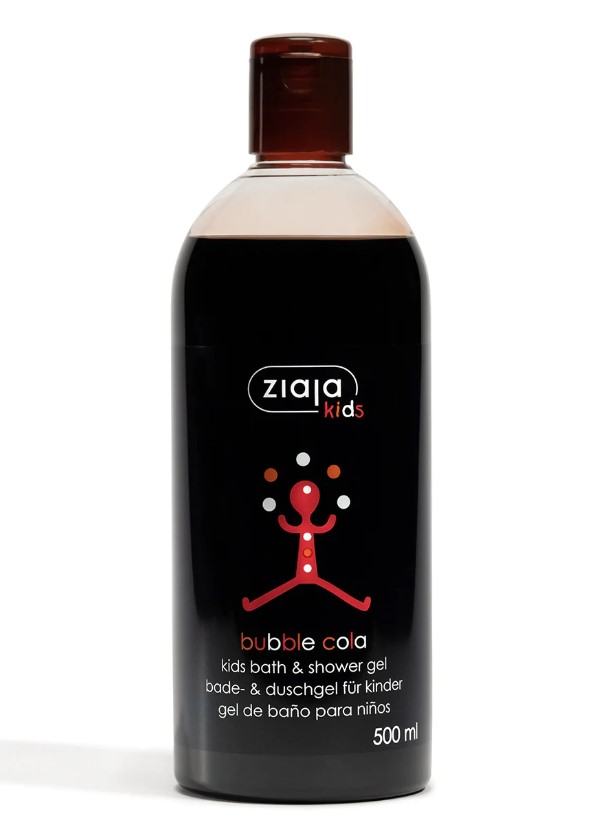 ziaja
kids
bubble cola
kids bath & shower gel
bade- & duschgel für kinder
gel de baño para niños
500 ml